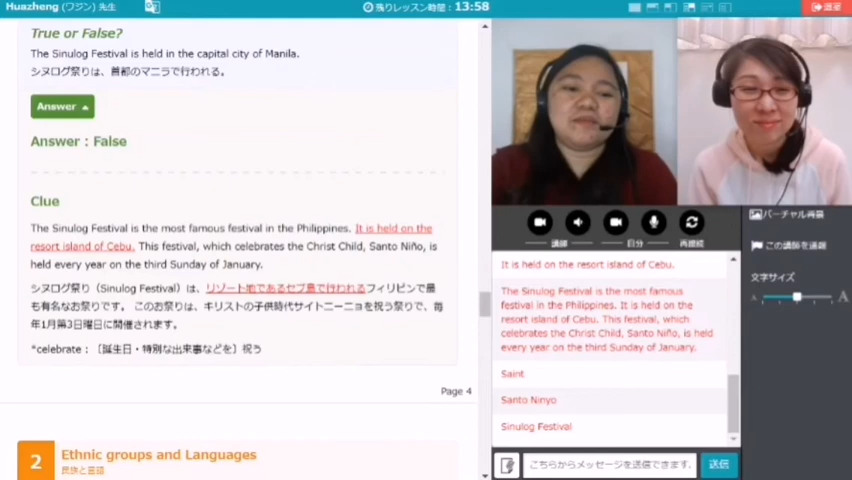 Huazheng (ワジン) 先生
残りレッスン時間：13:58
退室
True or False?
The Sinulog Festival is held in the capital city of Manila.
シヌログ祭りは、首都のマニラで行われる。
Answer
Answer : False
Clue
The Sinulog Festival is the most famous festival in the Philippines. It is held on the
resort island of Cebu. This festival, which celebrates the Christ Child, Santo Niño, is
held every year on the third Sunday of January.
シヌログ祭り（Sinulog Festival）は、リゾート地であるセブ島で行われるフィリピンで最
も有名なお祭りです。 このお祭りは、キリストの子供時代サイトニーニョを祝う祭りで、毎
年1月第3日曜日に開催されます。
*celebrate : 〔誕生日・特別な出来事などを〕祝う
Page 4
2
Ethnic groups and Languages
民族と言語
講師
自分
再接続
It is held on the resort island of Cebu.
The Sinulog Festival is the most famous
festival in the Philippines. It is held on the
resort island of Cebu. This festival, which
celebrates the Christ Child, Santo Niño, is held
every year on the third Sunday of January.
Saint
Santo Ninyo
Sinulog Festival
こちらからメッセージを送信できます。
送信
バーチャル再募
この講師を通報
文字サイズ
A A